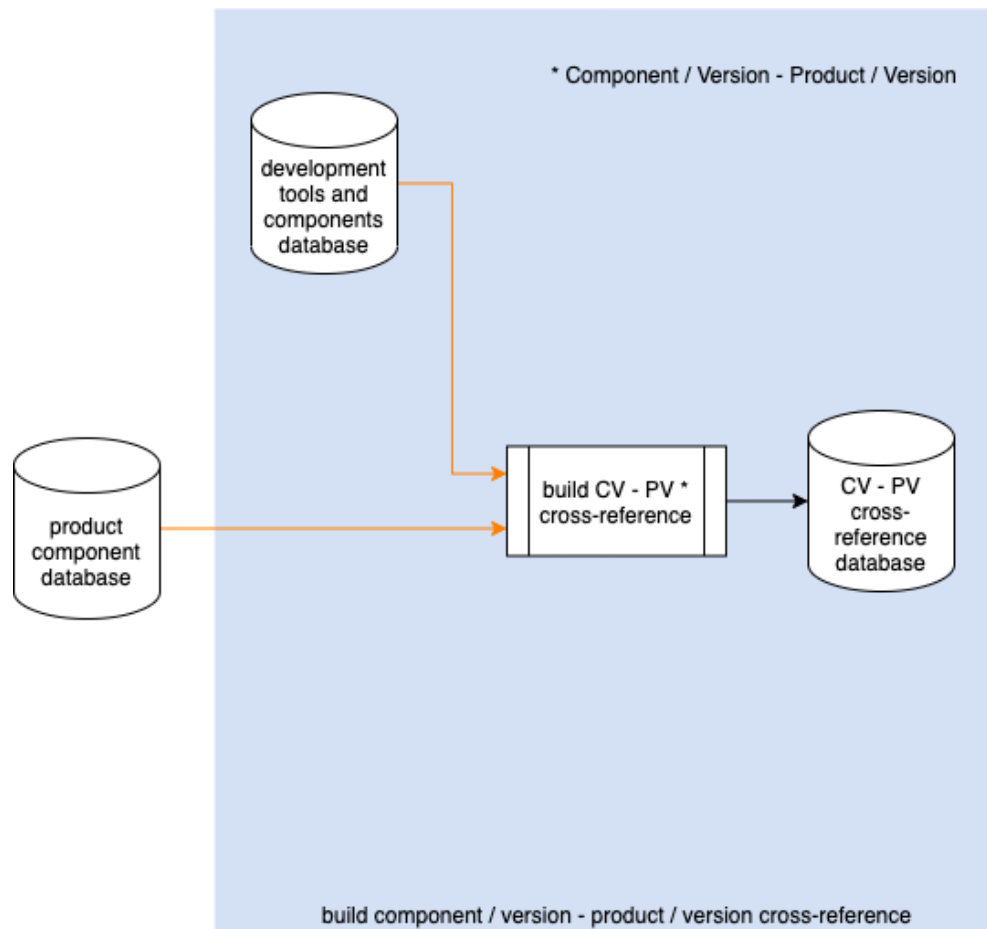 * Component / Version - Product / Version
development
tools and
components
database
build CV - PV *
cross-reference
CV - PV
cross-
reference
database
product
component
database
build component / version - product / version cross-reference